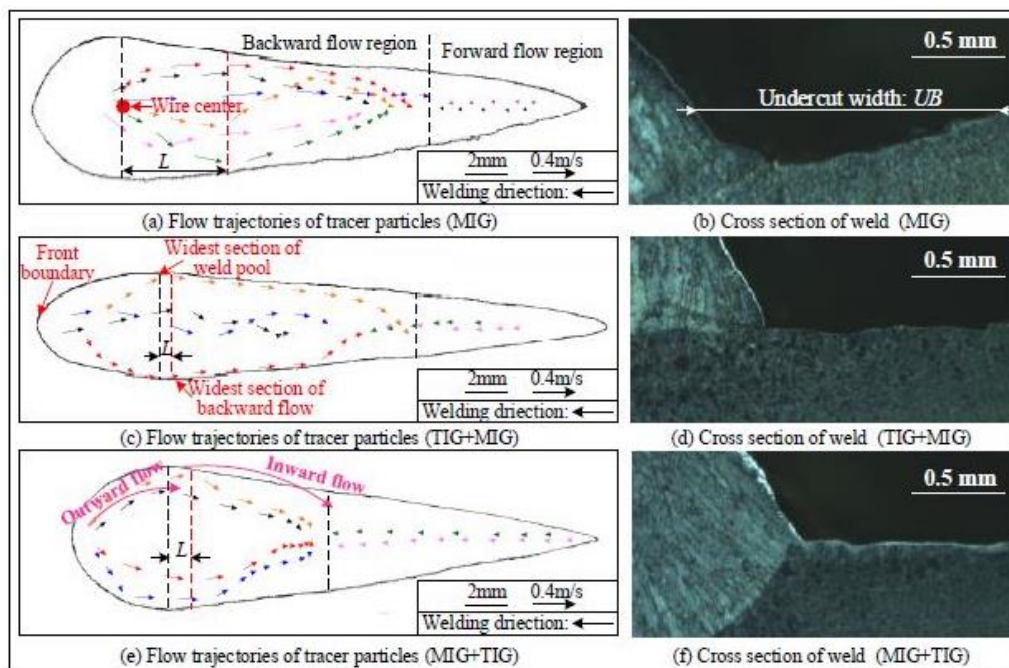 Backward flow region
Forward flow region
Wire center
L
2mm 0.4m/s
Welding driection:
(a) Flow trajectories of tracer particles (MIG)
0.5 mm
Undercut width: UB
(b) Cross section of weld (MIG)
Front
boundary
Widest section of
weld pool
L
Widest section of
backward flow
2mm 0.4m/s
Welding driection:
(c) Flow trajectories of tracer particles (TIG+MIG)
0.5 mm
(d) Cross section of weld (TIG+MIG)
Outward flow
Inward flow
L
2mm 0.4m/s
Welding driection:
(e) Flow trajectories of tracer particles (MIG+TIG)
0.5 mm
(f) Cross section of weld (MIG+TIG)